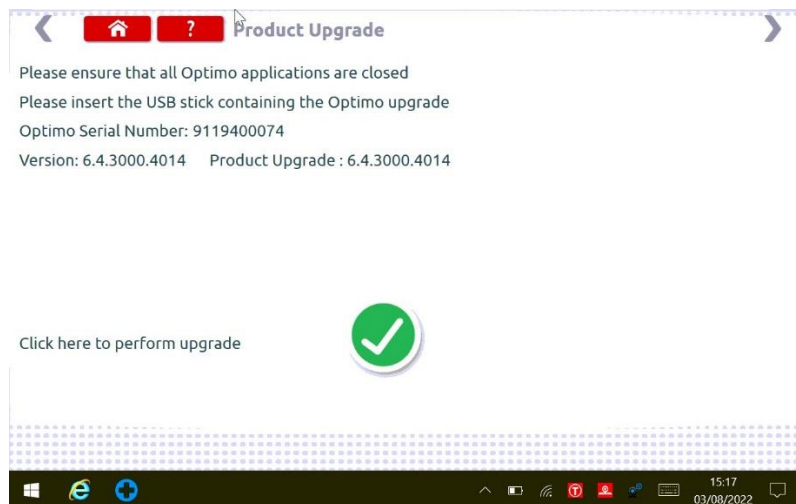 ? Product Upgrade
Please ensure that all Optimo applications are closed
Please insert the USB stick containing the Optimo upgrade
Optimo Serial Number: 9119400074
Version: 6.4.3000.4014 Product Upgrade : 6.4.3000.4014
Click here to perform upgrade
15:17
03/08/2022